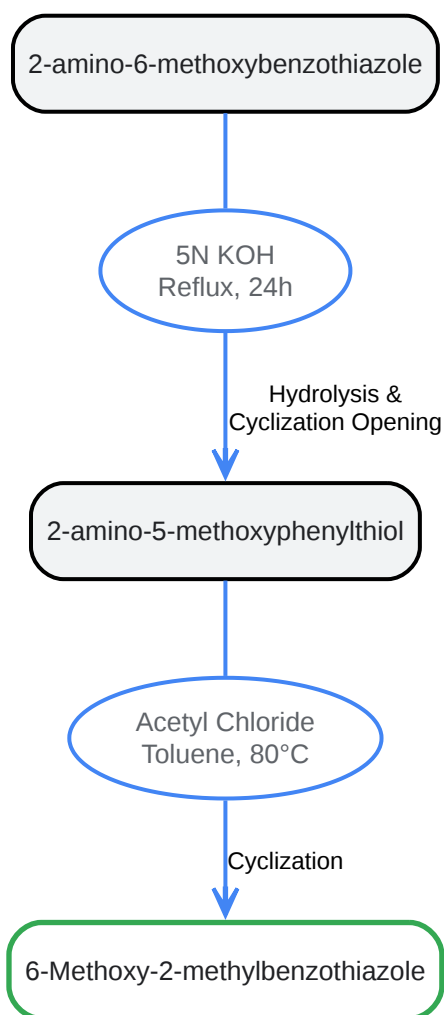 2-amino-6-methoxybenzothiazole
5N KOH
Reflux, 24h
Hydrolysis &
Cyclization Opening
2-amino-5-methoxyphenylthiol
Acetyl Chloride
Toluene, 80°C
Cyclization
6-Methoxy-2-methylbenzothiazole